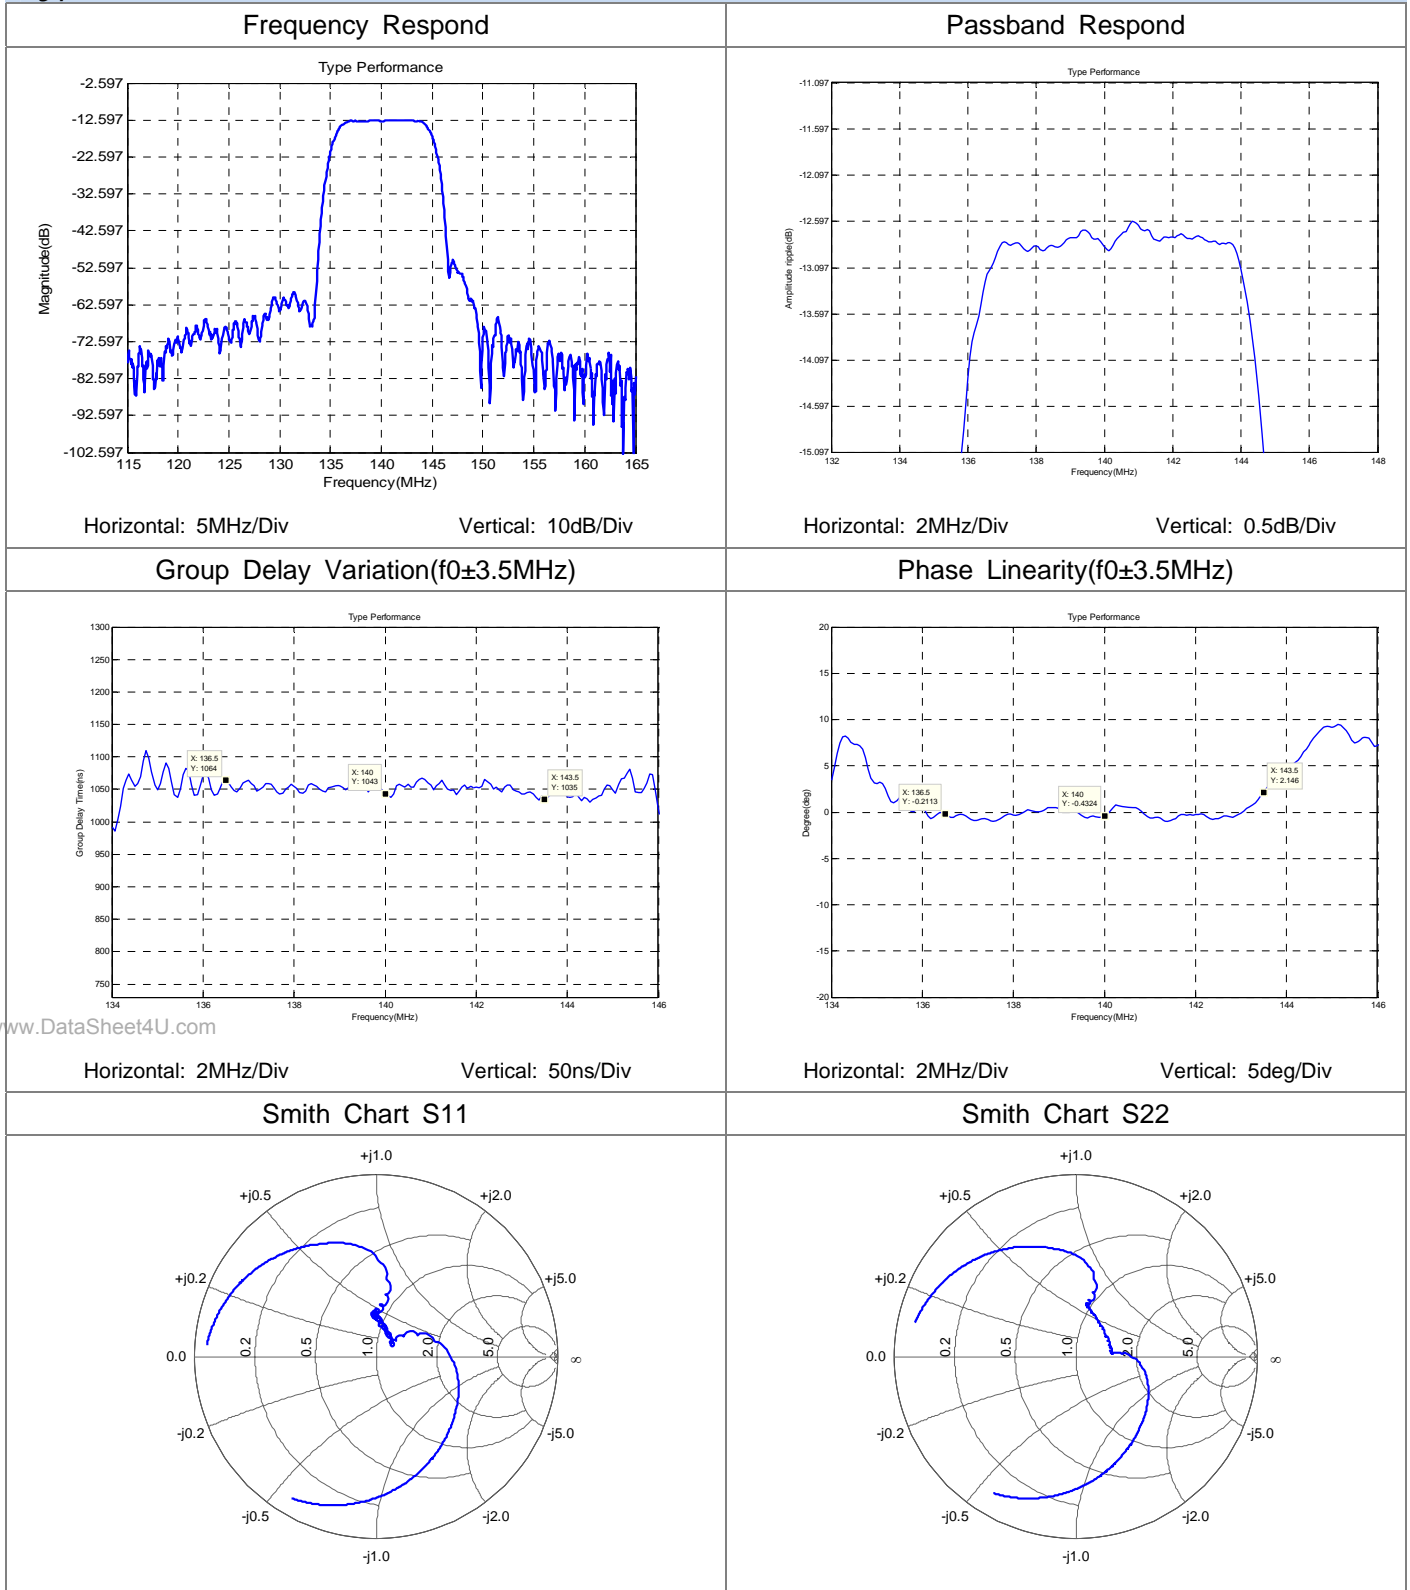 Frequency Respond
Passband Respond
Type Performance
-2.597
-12.597
-22.597
-32.597
-42.597
-52.597
-62.597
-72.597
-82.597
-92.597
-102.597
Magnitude(dB)
115 120 125 130 135 140 145 150 155 160 165
Frequency(MHz)
Horizontal: 5MHz/Div Vertical: 10dB/Div
Type Performance
-11.097
-11.597
-12.097
-12.597
-13.097
-13.597
-14.097
-14.597
-15.097
Amplitude ripple(dB)
132 134 136 138 140 142 144 146 148
Frequency(MHz)
Horizontal: 2MHz/Div Vertical: 0.5dB/Div
Group Delay Variation(f0±3.5MHz)
Phase Linearity(f0±3.5MHz)
Type Performance
1300
1250
1200
1150
1100
1050
1000
950
900
850
800
750
Group Delay Time(ns)
X: 136.5
Y: 1064
X: 140
Y: 1043
X: 143.5
Y: 1035
134 136 138 140 142 144 146
Frequency(MHz)
Horizontal: 2MHz/Div Vertical: 50ns/Div
Type Performance
20
15
10
5
0
-5
-10
-15
-20
Degree(deg)
X: 136.5
Y: -0.2113
X: 140
Y: -0.4324
X: 143.5
Y: 2.146
134 136 138 140 142 144 146
Frequency(MHz)
Horizontal: 2MHz/Div Vertical: 5deg/Div
www.DataSheet4U.com
Smith Chart S11
Smith Chart S22
+j1.0
+j0.5
+j2.0
+j0.2
+j5.0
0.0
0.2
0.5
1.0
2.0
5.0
∞
-j0.2
-j5.0
-j0.5
-j2.0
-j1.0
+j1.0
+j0.5
+j2.0
+j0.2
+j5.0
0.0
0.2
0.5
1.0
2.0
5.0
∞
-j0.2
-j5.0
-j0.5
-j2.0
-j1.0